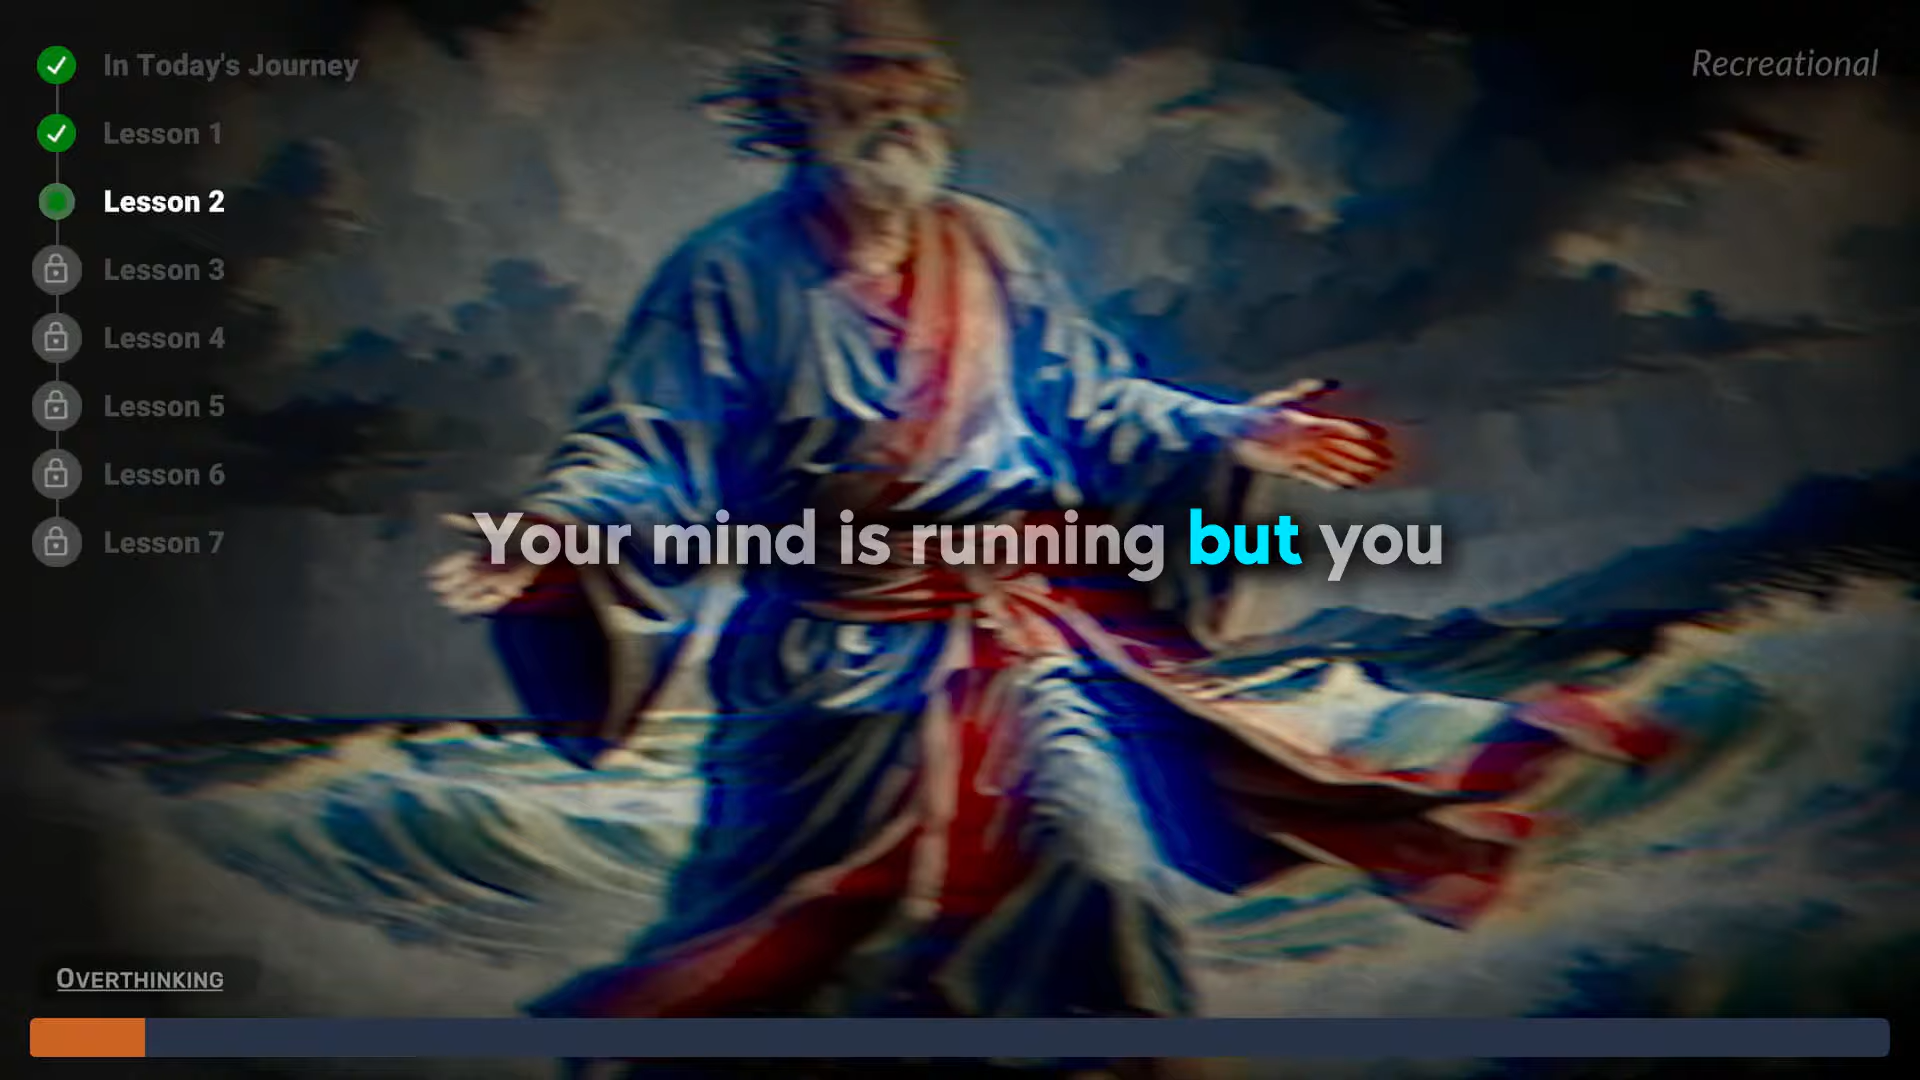 In Today's Journey
Recreational
Lesson 1
Lesson 2
Lesson 3
Lesson 4
Lesson 5
Lesson 6
Lesson 7
Your mind is running but you
OVERTHINKING